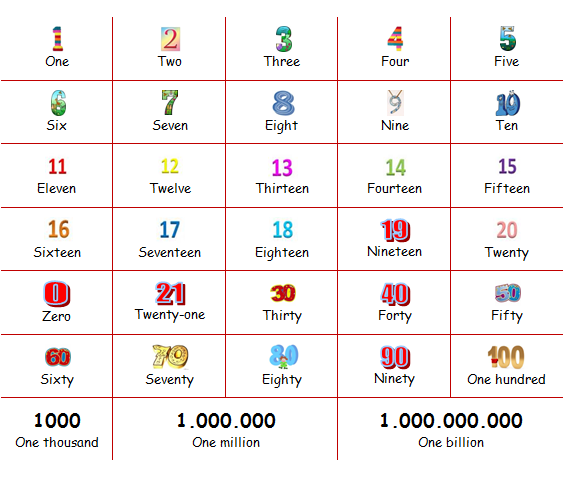 1 2 3 4 5
One Two Three Four Five
6 7 8 9 10
Six Seven Eight Nine Ten
11 12 13 14 15
Eleven Twelve Thirteen Fourteen Fifteen
16 17 18 19 20
Sixteen Seventeen Eighteen Nineteen Twenty
0 21 30 40 50
Zero Twenty-one Thirty Forty Fifty
60 70 80 90 100
Sixty Seventy Eighty Ninety One hundred
1000 1.000.000 1.000.000.000
One thousand One million One billion